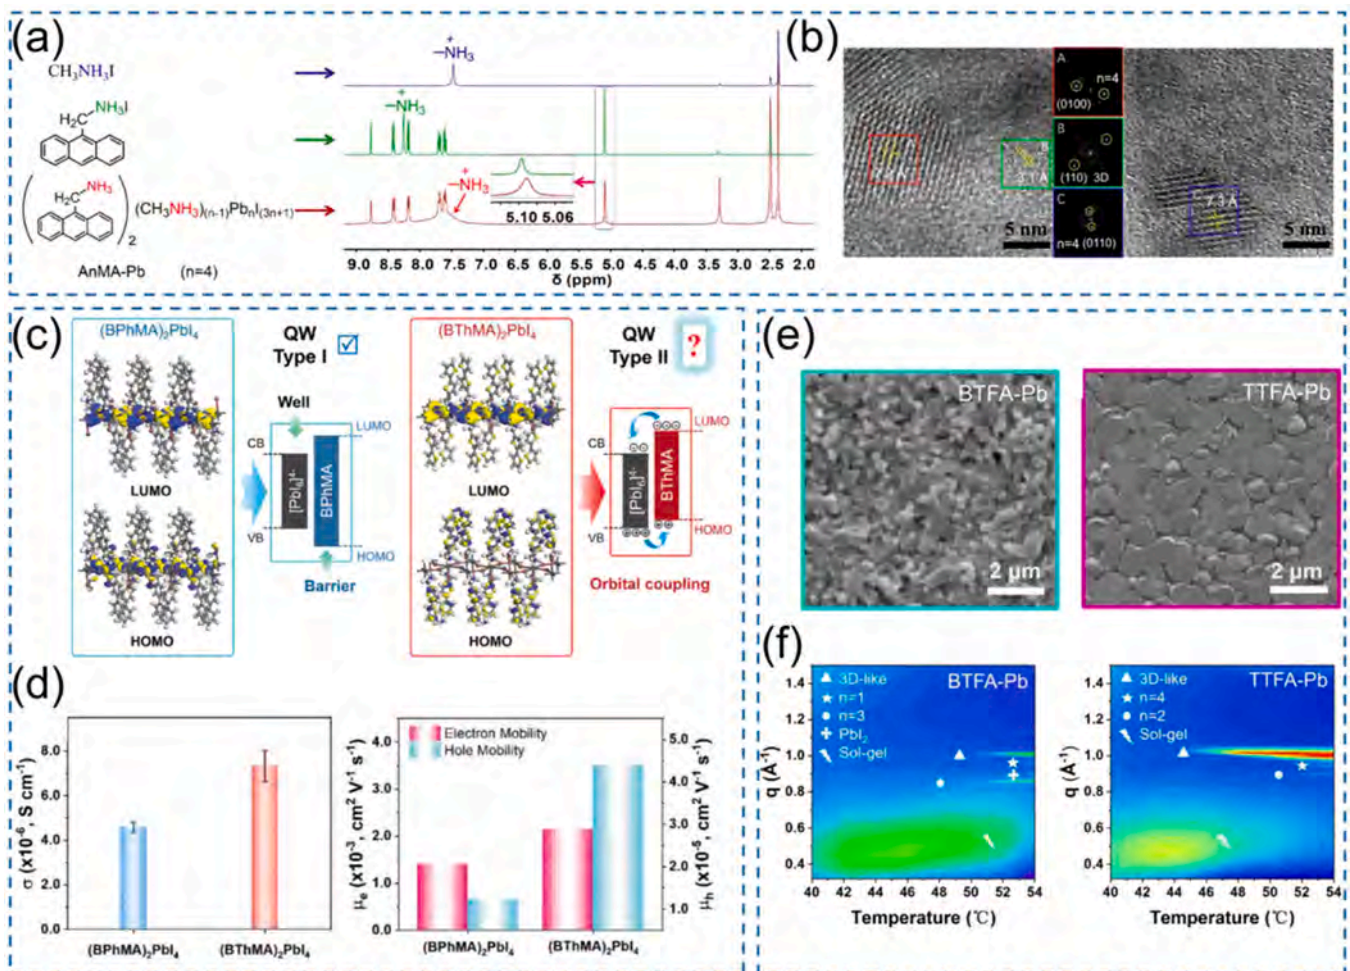 (a)
CH₃NH₃I
NH₃I
H₂C
NH₃
H₂C
(CH₃NH₃)₍ₙ₋₁₎PbₙI₍₃ₙ₊₁₎
2
AnMA-Pb (n=4)
+
–NH₃
+
–NH₃
+
–NH₃
5.10 5.06
9.0 8.5 8.0 7.5 7.0 6.5 6.0 5.5 5.0 4.5 4.0 3.5 3.0 2.5 2.0
δ (ppm)
(b)
A
n=4
(0100)
B
(110) 3D
C
n=4 (0110)
A
B
3.1 Å
7.3 Å
5 nm
5 nm
(c)
(BPhMA)₂PbI₄
LUMO
HOMO
QW
Type I
Well
CB
VB
[PbI₆]⁴⁻
BPhMA
LUMO
HOMO
Barrier
(BThMA)₂PbI₄
LUMO
HOMO
QW
Type II
?
CB
VB
[PbI₆]⁴⁻
BThMA
LUMO
HOMO
Orbital coupling
(d)
σ (x10⁻⁶, S cm⁻¹)
8.0
6.0
4.0
2.0
0.0
(BPhMA)₂PbI₄ (BThMA)₂PbI₄
Electron Mobility
Hole Mobility
μₑ (x10⁻³, cm² V⁻¹ s⁻¹)
4.0
3.0
2.0
1.0
0.0
μₕ (x10⁻⁵, cm² V⁻¹ s⁻¹)
5.0
4.0
3.0
2.0
1.0
(BPhMA)₂PbI₄ (BThMA)₂PbI₄
(e)
BTFA-Pb
2 μm
TTFA-Pb
2 μm
(f)
BTFA-Pb
3D-like
n=1
n=3
PbI₂
Sol-gel
q (Å⁻¹)
1.4
1.2
1.0
0.8
0.6
0.4
40 42 44 46 48 50 52 54
Temperature (℃)
TTFA-Pb
3D-like
n=4
n=2
Sol-gel
q (Å⁻¹)
1.4
1.2
1.0
0.8
0.6
0.4
40 42 44 46 48 50 52 54
Temperature (℃)